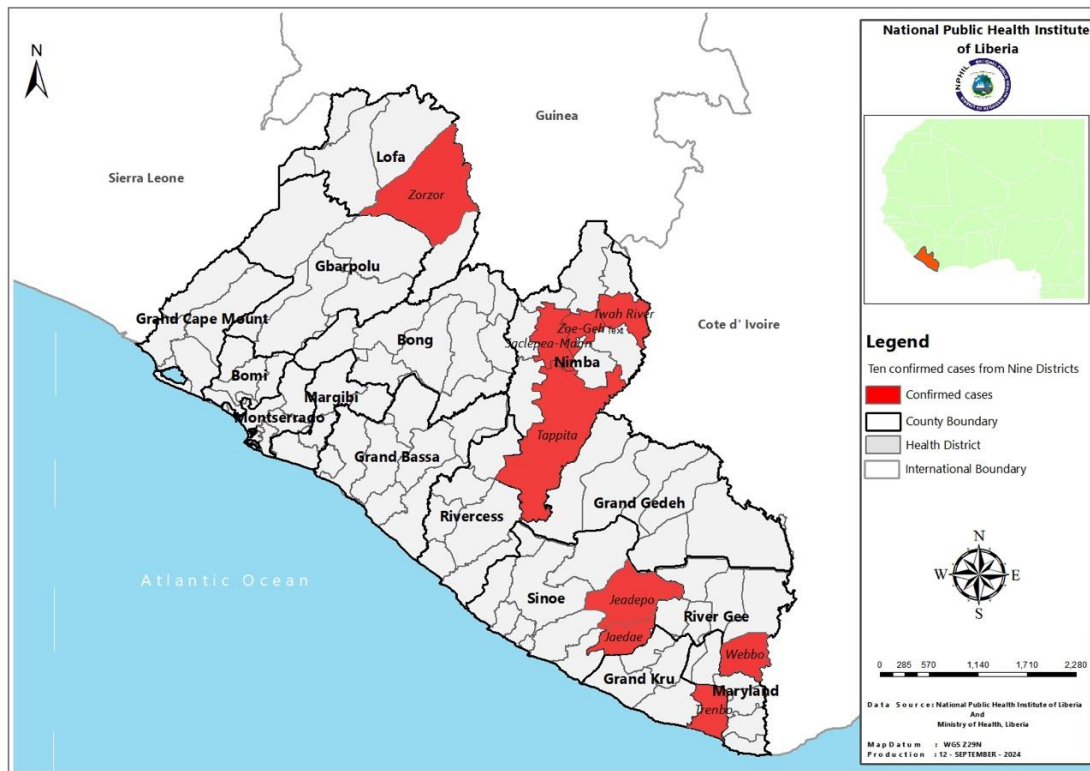 National Public Health Institute
of Liberia
NPHIL
N
Guinea
Sierra Leone
Lofa
Zorzor
Gbarpolu
Grand Cape Mount
Bong
Twah River
Zoe-Geh
Text
Saclepea-Mah
Nimba
Cote d' Ivoire
Bomi
Margibi
Montserrado
Tappita
Grand Bassa
Grand Gedeh
Rivercess
Atlantic Ocean
Sinoe
Jeadepo
River Gee
Jaedae
Webbo
Grand Kru
Maryland
Trenbo
Legend
Ten confirmed cases from Nine Districts
Confirmed cases
County Boundary
Health District
International Boundary
N
W E
S
0 285 570 1,140 1,710 2,280
Data Source: National Public Health Institute of Liberia
And
Ministry of Health, Liberia
MapDatum : WGS Z29N
Production : 12 - SEPTEMBER - 2024